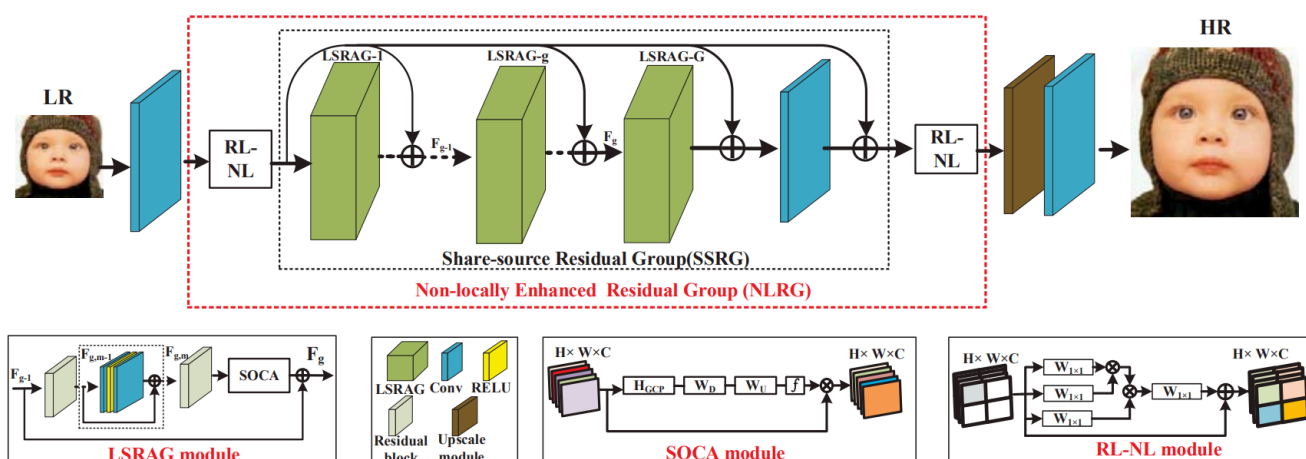 LR
HR
LSRAG-1
LSRAG-g
LSRAG-G
RL-
NL
F_{g-1}
F_g
RL-
NL
Share-source Residual Group(SSRG)
Non-locally Enhanced Residual Group (NLRG)
F_{g-1}
F_{g,m-1}
F_{g,m}
SOCA
F_g
LSRAG module
LSRAG
Conv
RELU
Residual
block
Upscale
module
H× W×C
H_{GCP}
W_D
W_U
f
H× W×C
SOCA module
H× W×C
W_{1×1}
W_{1×1}
W_{1×1}
W_{1×1}
H× W×C
RL-NL module